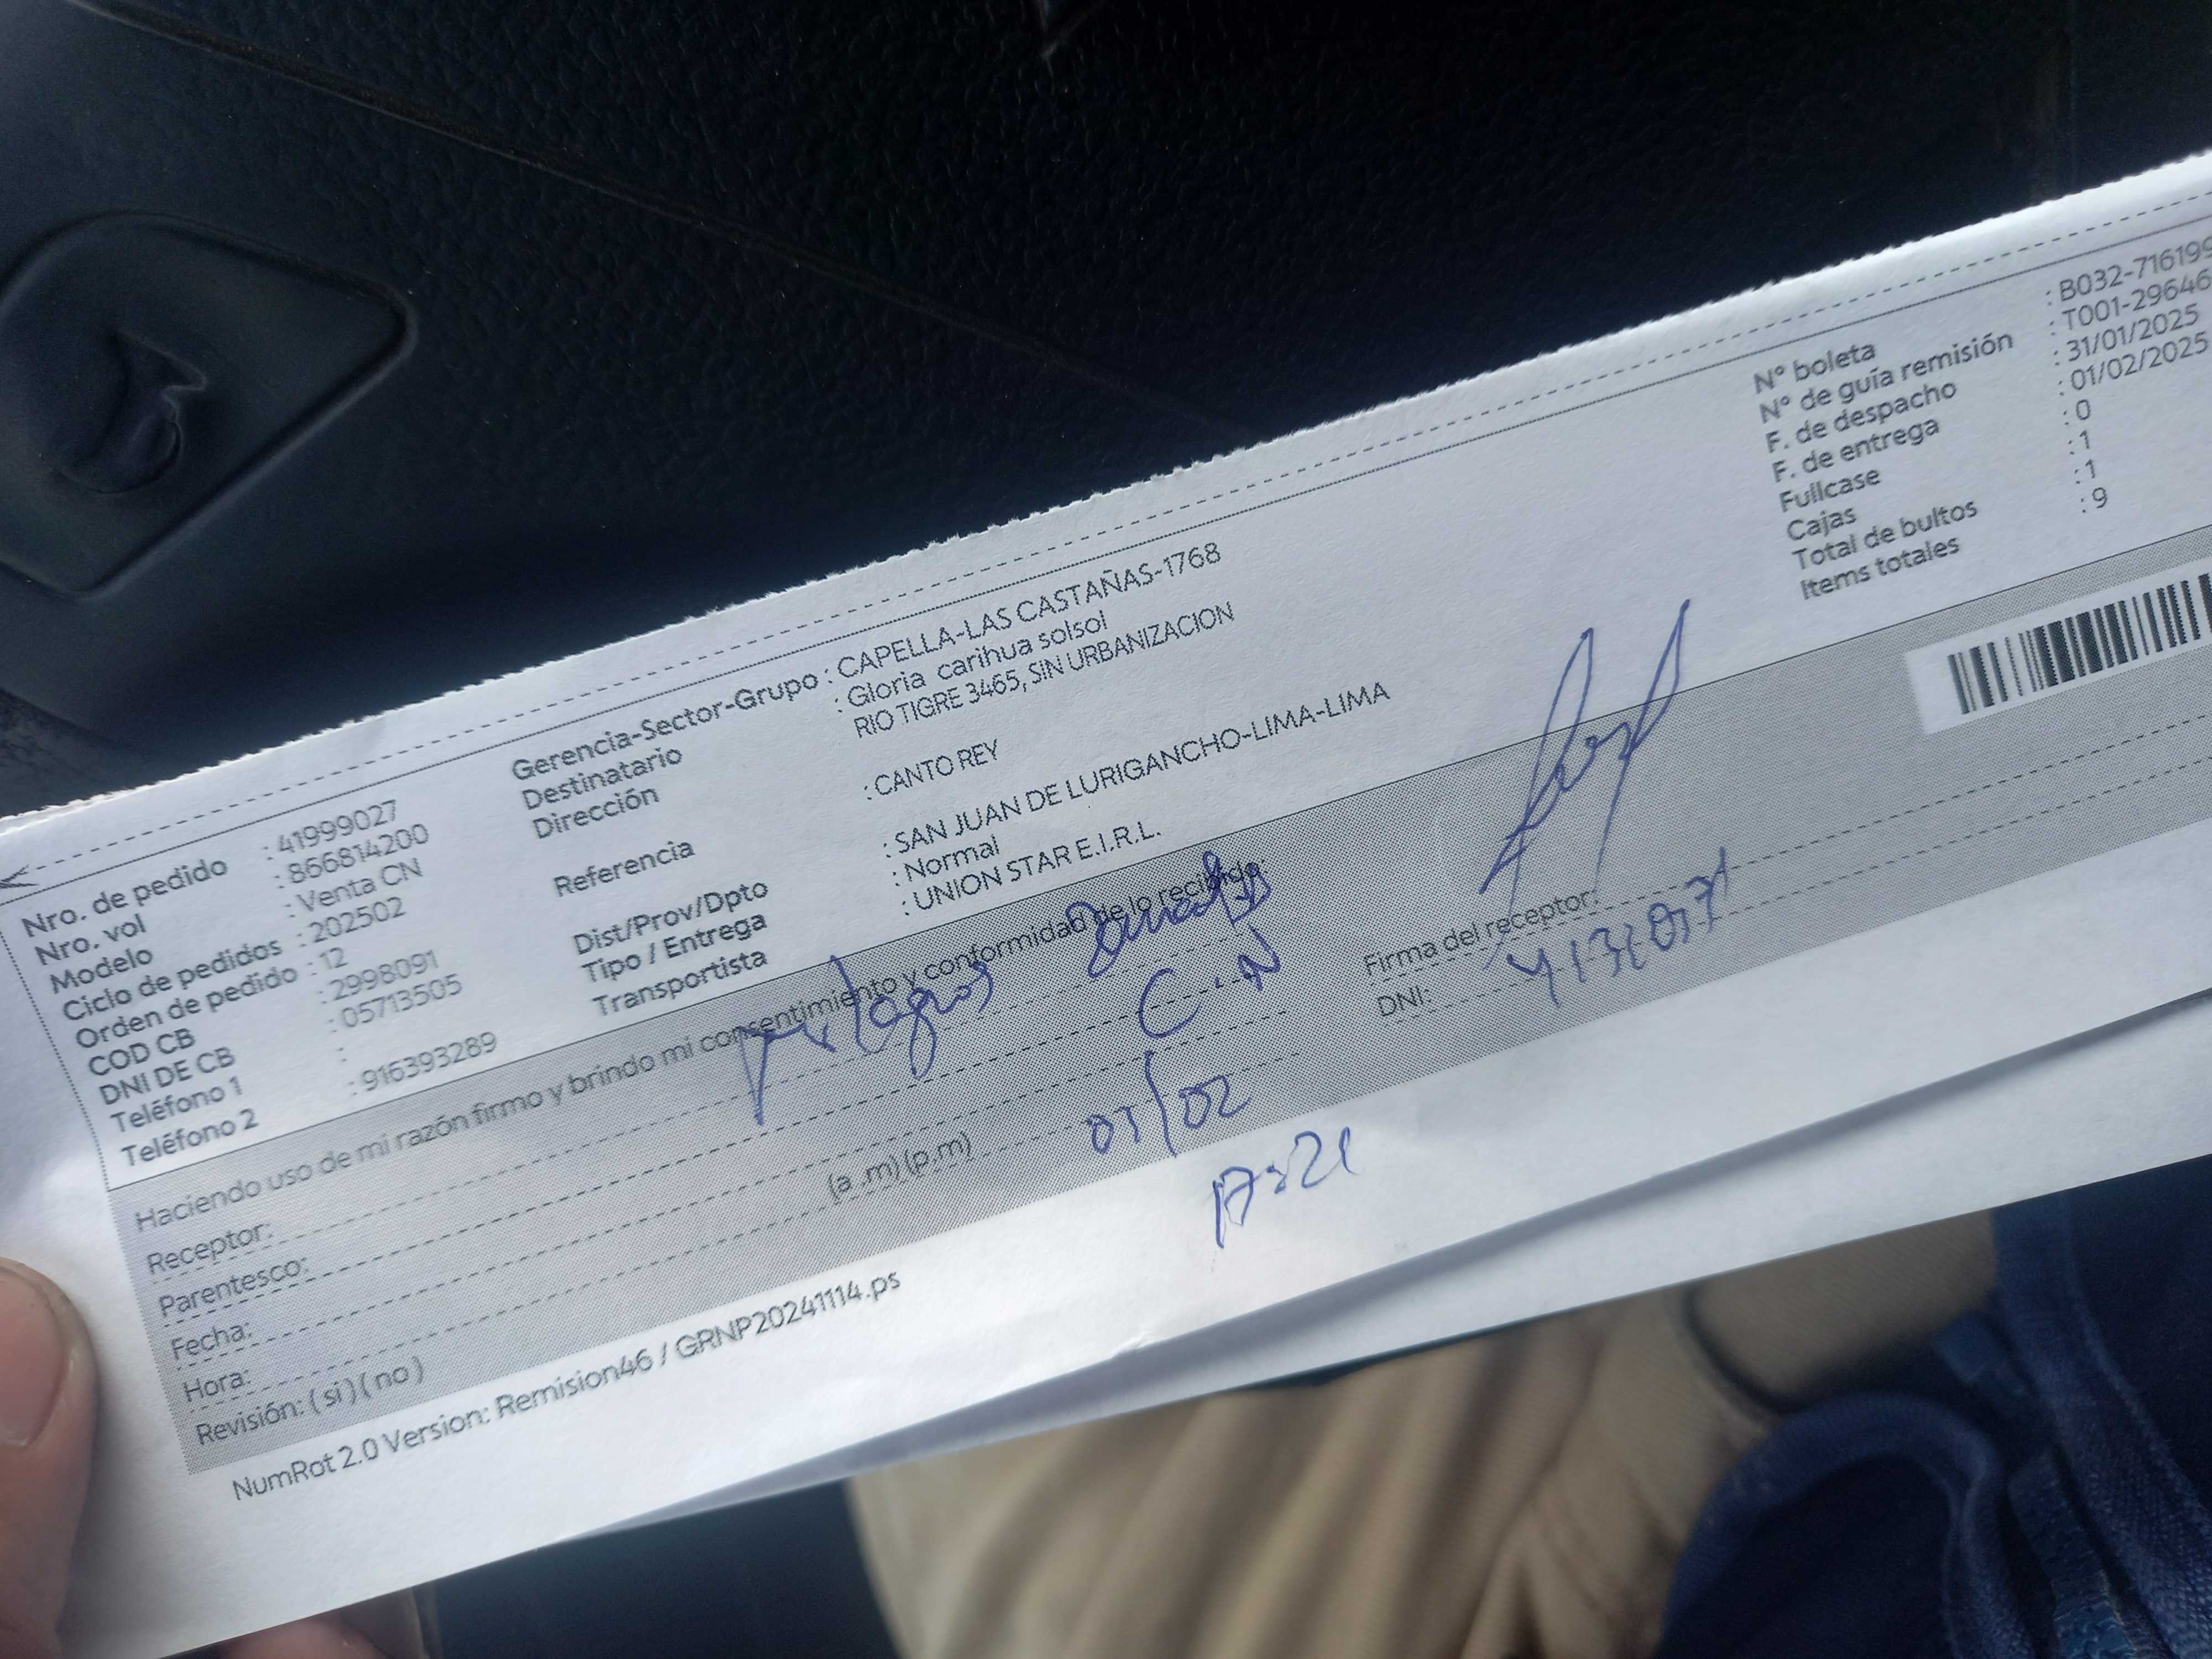 Nro. de pedido : 41999027
Nro. vol : 866814200
Modelo : Venta CN
Ciclo de pedidos : 202502
Orden de pedido : 12
COD CB : 2998091
DNI DE CB : 05713505
Teléfono 1 :
Teléfono 2 : 916393289
Gerencia-Sector-Grupo : CAPELLA-LAS CASTAÑAS-1768
Destinatario : Gloria carihua solsol
Dirección RIO TIGRE 3465, SIN URBANIZACION
Referencia : CANTO REY
Dist/Prov/Dpto : SAN JUAN DE LURIGANCHO-LIMA-LIMA
Tipo / Entrega : Normal
Transportista : UNION STAR E.I.R.L.
N° boleta : B032-716199
N° de guía remisión : T001-29646
F. de despacho : 31/01/2025
F. de entrega : 01/02/2025
Fullcase : 0
Cajas : 1
Total de bultos : 1
Items totales : 9
Haciendo uso de mi razón firmo y brindo mi consentimiento y conformidad de lo recibido:
Receptor:
Parentesco: C.N
Fecha: 01/02
Hora: (a .m) (p.m) 17:21
Revisión: ( si ) ( no )
Firma del receptor:
DNI:
NumRot 2.0 Version: Remision46 / GRNP20241114.ps